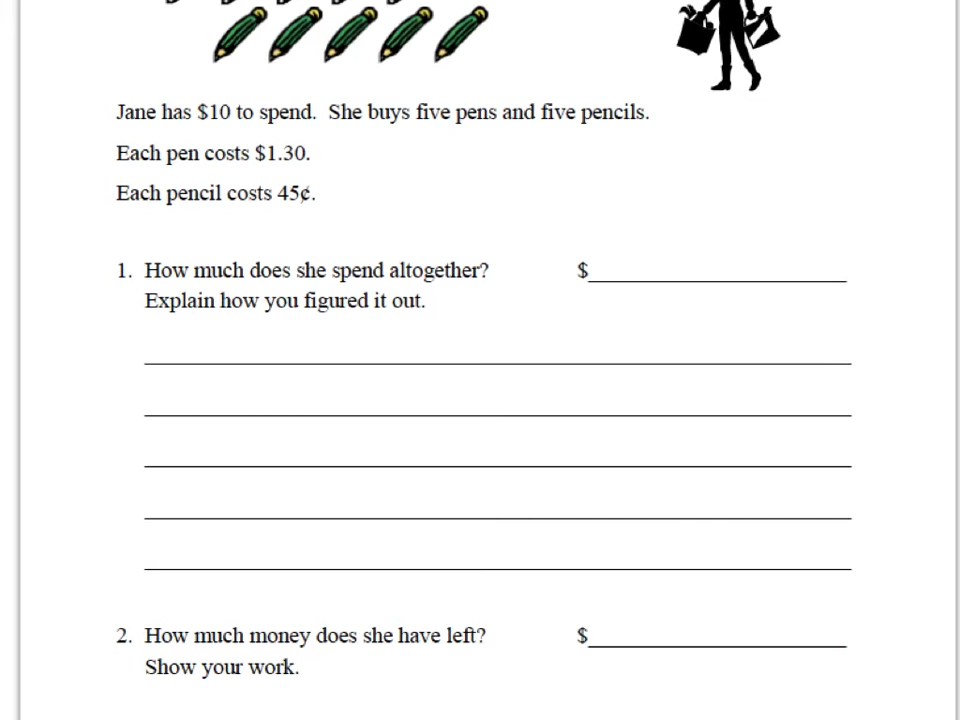 Jane has $10 to spend.  She buys five pens and five pencils.
Each pen costs $1.30.
Each pencil costs 45¢.
1.  How much does she spend altogether? $____________________
Explain how you figured it out.
2.  How much money does she have left? $____________________
Show your work.